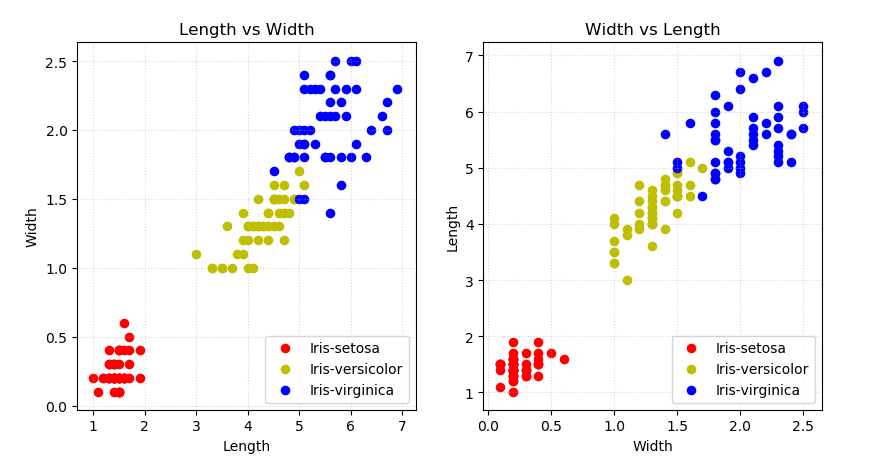 Length vs Width
Width
2.5
2.0
1.5
1.0
0.5
0.0
1 2 3 4 5 6 7
Length
Iris-setosa
Iris-versicolor
Iris-virginica
Width vs Length
Length
7
6
5
4
3
2
1
0.0 0.5 1.0 1.5 2.0 2.5
Width
Iris-setosa
Iris-versicolor
Iris-virginica